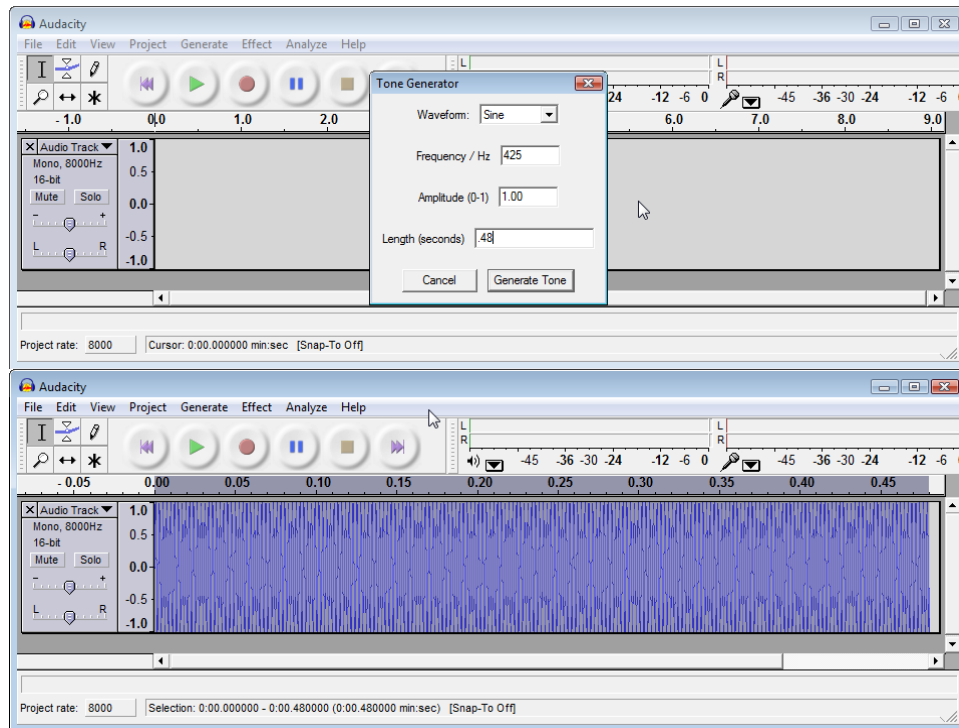 Audacity
File Edit View Project Generate Effect Analyze Help
L
R
L
R
24 -12 -6 0 -45 -36 -30 -24 -12 -6
- 1.0 0.0 1.0 2.0 6.0 7.0 8.0 9.0
Tone Generator
Waveform: Sine
Frequency / Hz 425
Amplitude (0-1) 1.00
Length (seconds) .48
Cancel Generate Tone
X Audio Track
Mono, 8000Hz
16-bit
Mute Solo
- +
L R
1.0
0.5
0.0
-0.5
-1.0
Project rate: 8000 Cursor: 0:00.000000 min:sec [Snap-To Off]
Audacity
File Edit View Project Generate Effect Analyze Help
L
R
L
R
-45 -36 -30 -24 -12 -6 0 -45 -36 -30 -24 -12 -6
- 0.05 0.00 0.05 0.10 0.15 0.20 0.25 0.30 0.35 0.40 0.45
X Audio Track
Mono, 8000Hz
16-bit
Mute Solo
- +
L R
1.0
0.5
0.0
-0.5
-1.0
Project rate: 8000 Selection: 0:00.000000 - 0:00.480000 (0:00.480000 min:sec) [Snap-To Off]